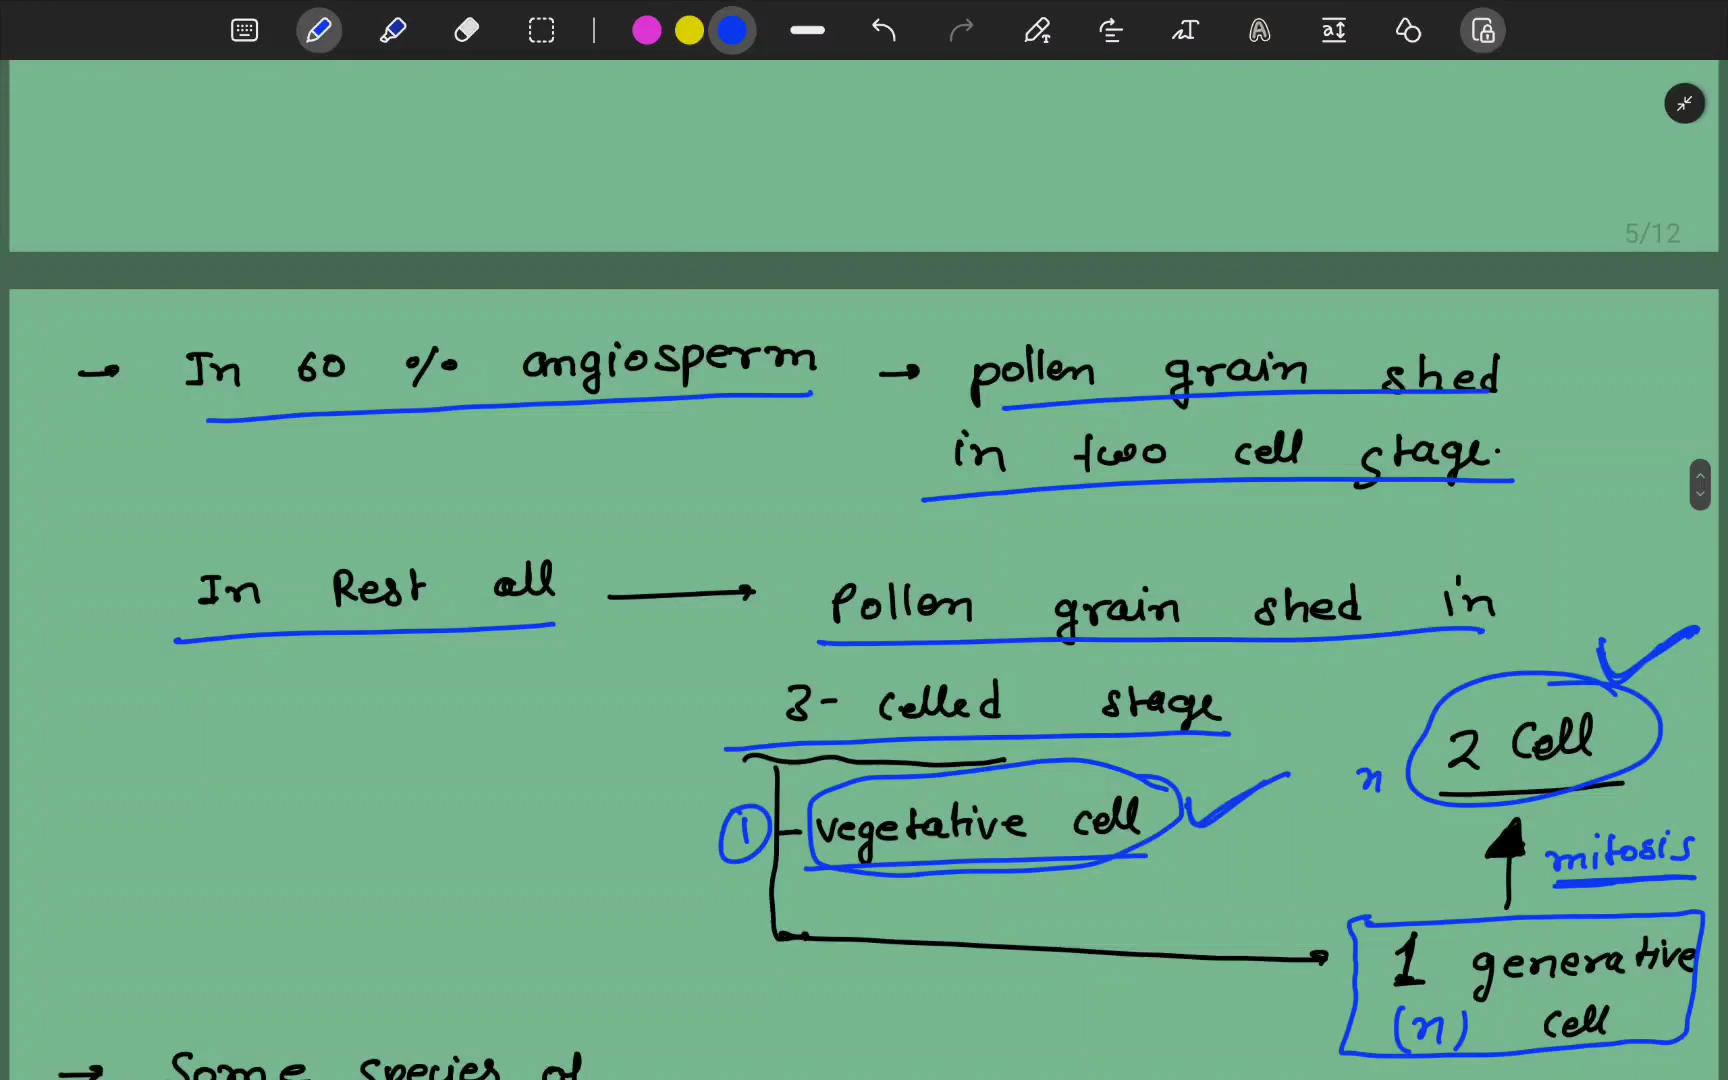 5/12
→ In 60 % angiosperm → pollen grain shed
in two cell stage.
In Rest all → Pollen grain shed in
3- celled stage
n 2 Cell
① - vegetative cell
mitosis
1 generative
(n) cell
→ Some species of